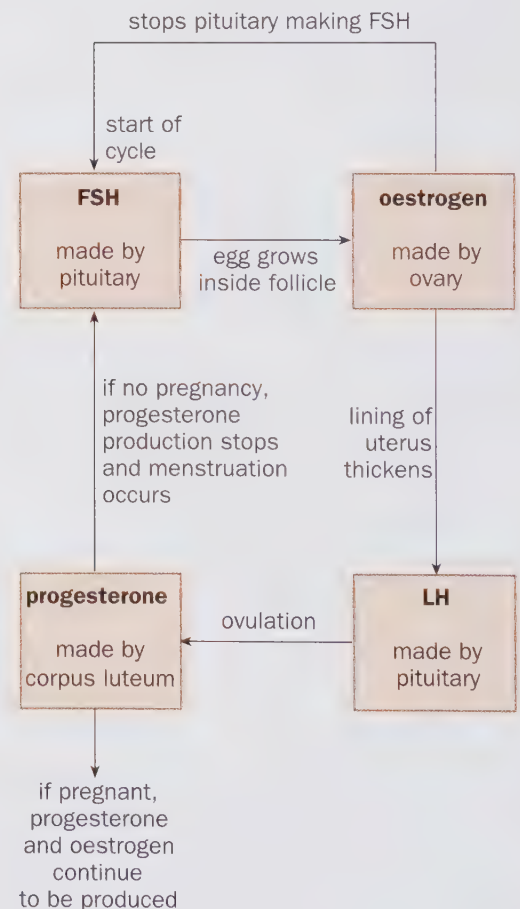 stops pituitary making FSH
start of
cycle
FSH
made by
pituitary
egg grows
inside follicle
oestrogen
made by
ovary
if no pregnancy,
progesterone
production stops
and menstruation
occurs
lining of
uterus
thickens
progesterone
made by
corpus luteum
ovulation
LH
made by
pituitary
if pregnant,
progesterone
and oestrogen
continue
to be produced